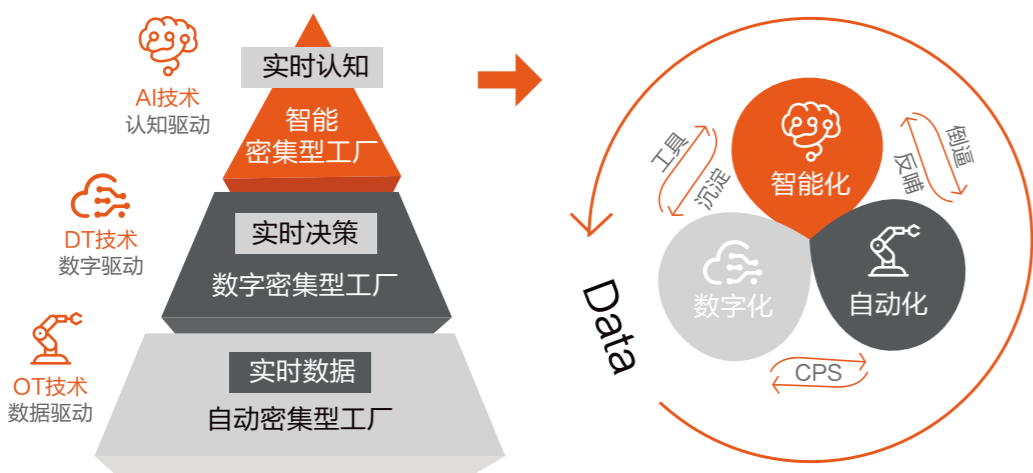 实时认知
AI技术
认知驱动
智能
密集型工厂
DT技术
数字驱动
实时决策
数字密集型工厂
OT技术
数据驱动
实时数据
自动密集型工厂
智能化
工具
沉淀
倒逼
反哺
数字化
自动化
CPS
Data